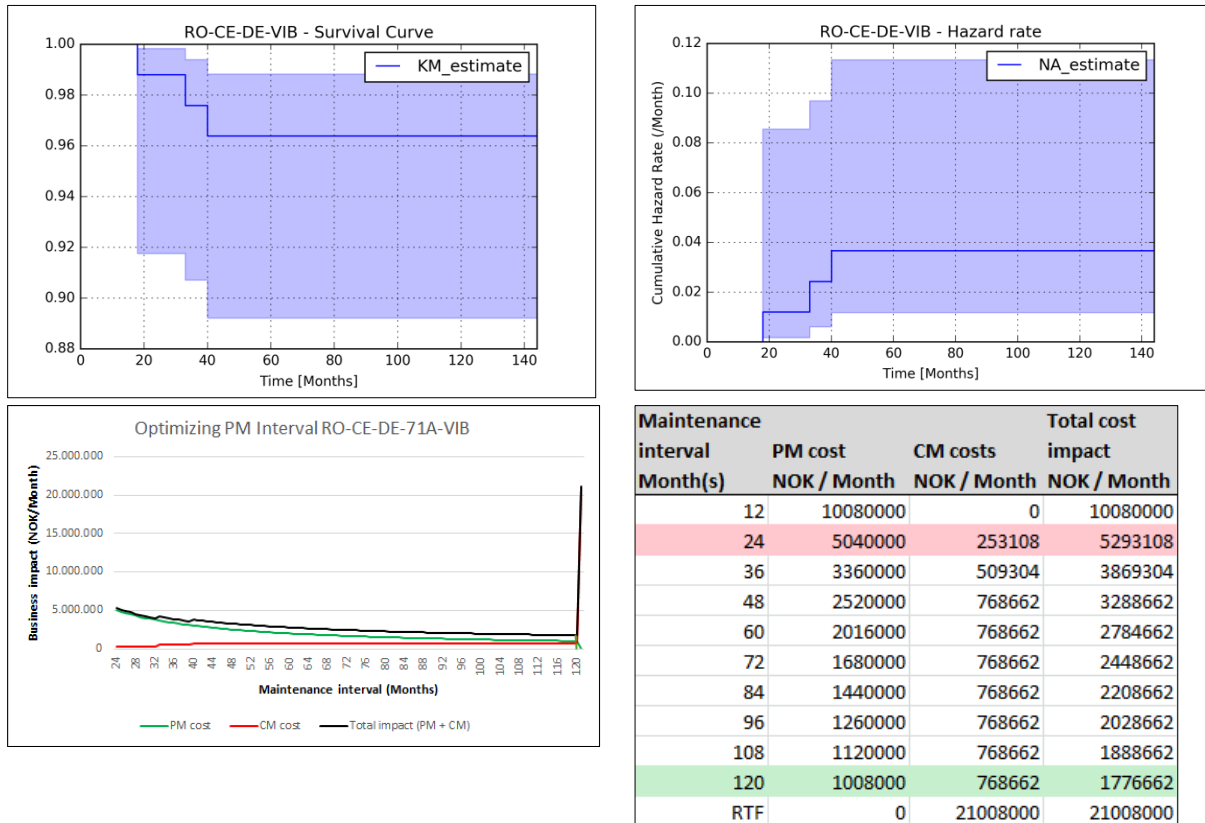 RO-CE-DE-VIB - Survival Curve
KM_estimate
1.00
0.98
0.96
0.94
0.92
0.90
0.88
0 20 40 60 80 100 120 140
Time [Months]
RO-CE-DE-VIB - Hazard rate
NA_estimate
Cumulative Hazard Rate (/Month)
0.12
0.10
0.08
0.06
0.04
0.02
0.00
0 20 40 60 80 100 120 140
Time [Months]
Optimizing PM Interval RO-CE-DE-71A-VIB
Business impact (NOK/Month)
25.000.000
20.000.000
15.000.000
10.000.000
5.000.000
0
24 28 32 36 40 44 48 52 56 60 64 68 72 76 80 84 88 92 96 100 104 108 112 116 120
Maintenance interval (Months)
PM cost CM cost Total impact (PM + CM)
Maintenance Total cost
interval PM cost CM costs impact
Month(s) NOK / Month NOK / Month NOK / Month
12 10080000 0 10080000
24 5040000 253108 5293108
36 3360000 509304 3869304
48 2520000 768662 3288662
60 2016000 768662 2784662
72 1680000 768662 2448662
84 1440000 768662 2208662
96 1260000 768662 2028662
108 1120000 768662 1888662
120 1008000 768662 1776662
RTF 0 21008000 21008000